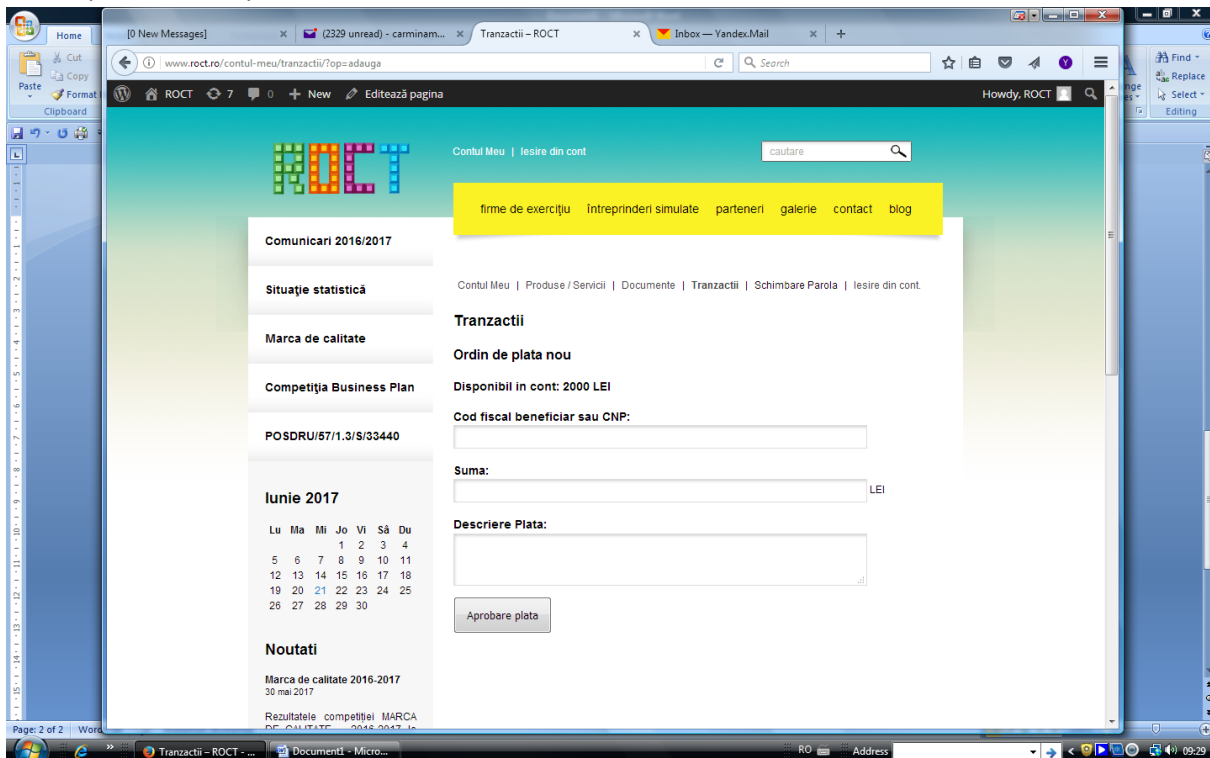 Home
[0 New Messages]
(2329 unread) - carminam...
Tranzactii – ROCT
Inbox — Yandex.Mail
Cut
Copy
Paste
Format
Clipboard
www.roct.ro/contul-meu/tranzactii/?op=adauga
Search
Find
Replace
Select
Editing
ROCT 7 0 + New Editează pagina
Howdy, ROCT
ROCT
Contul Meu | Iesire din cont
cautare
firme de exercițiu întreprinderi simulate parteneri galerie contact blog
Comunicari 2016/2017
Situație statistică
Marca de calitate
Competiția Business Plan
POSDRU/57/1.3/S/33440
Contul Meu | Produse / Servicii | Documente | Tranzactii | Schimbare Parola | Iesire din cont.
Tranzactii
Ordin de plata nou
Disponibil in cont: 2000 LEI
Cod fiscal beneficiar sau CNP:
Suma:
LEI
Descriere Plata:
Aprobare plata
Iunie 2017
Lu Ma Mi Jo Vi Sâ Du
1 2 3 4
5 6 7 8 9 10 11
12 13 14 15 16 17 18
19 20 21 22 23 24 25
26 27 28 29 30
Noutati
Marca de calitate 2016-2017
30 mai 2017
Rezultatele competiției MARCA
DE CALITATE 2016-2017 la
Page: 2 of 2
Tranzactii – ROCT - ...
Document1 - Micro...
RO
Address
09:29